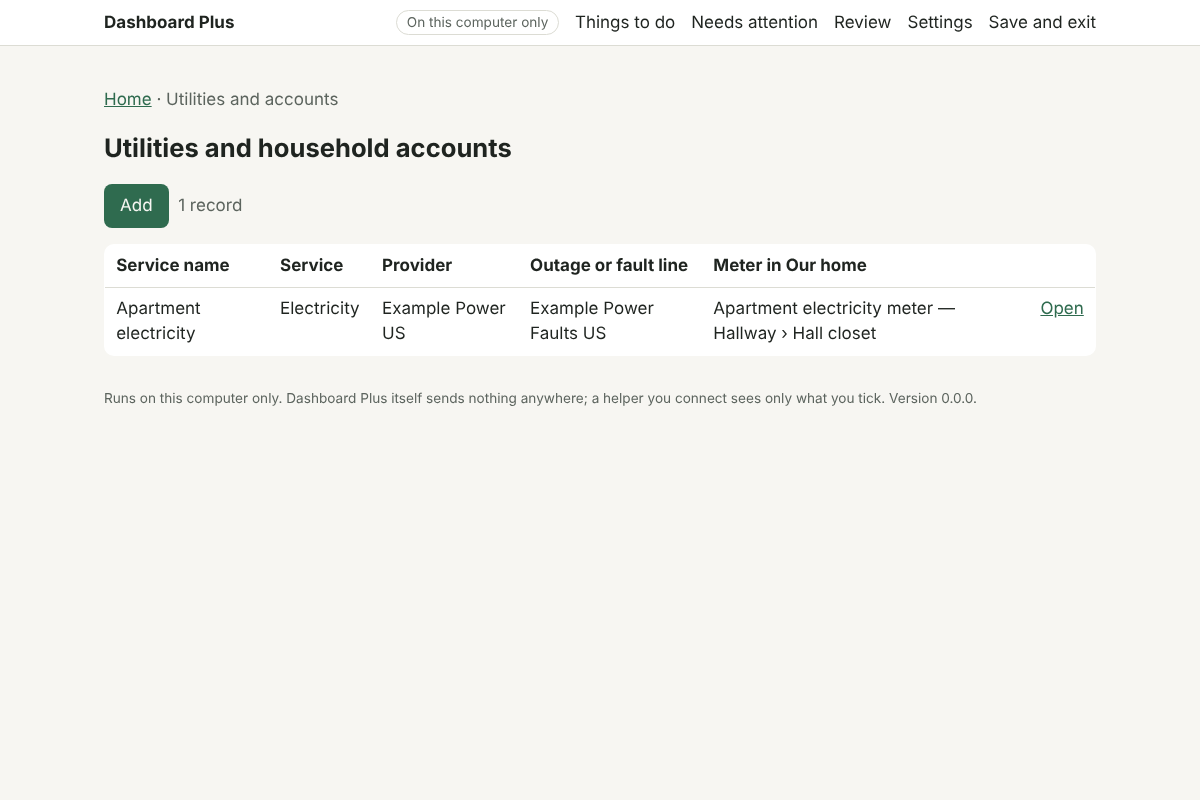 Dashboard Plus On this computer only Things to do Needs attention Review Settings Save and exit
Home · Utilities and accounts
Utilities and household accounts
Add 1 record
Service name Service Provider Outage or fault line Meter in Our home
Apartment electricity Electricity Example Power US Example Power Faults US Apartment electricity meter — Hallway › Hall closet Open
Runs on this computer only. Dashboard Plus itself sends nothing anywhere; a helper you connect sees only what you tick. Version 0.0.0.